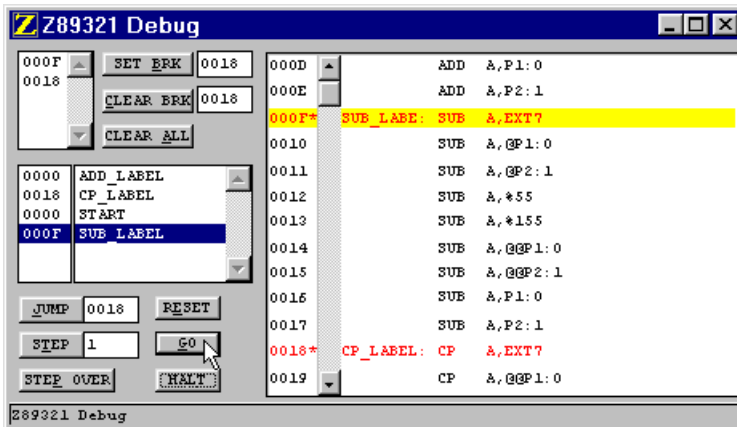 Z89321 Debug
000F
0018
SET BRK 0018
CLEAR BRK 0018
CLEAR ALL
0000 ADD_LABEL
0018 CP_LABEL
0000 START
000F SUB_LABEL
JUMP 0018 RESET
STEP 1 GO
STEP OVER HALT
000D ADD A,P1:0
000E ADD A,P2:1
000F* SUB_LABE: SUB A,EXT7
0010 SUB A,@P1:0
0011 SUB A,@P2:1
0012 SUB A,%55
0013 SUB A,%155
0014 SUB A,@@P1:0
0015 SUB A,@@P2:1
0016 SUB A,P1:0
0017 SUB A,P2:1
0018* CP_LABEL: CP A,EXT7
0019 CP A,@@P1:0
Z89321 Debug